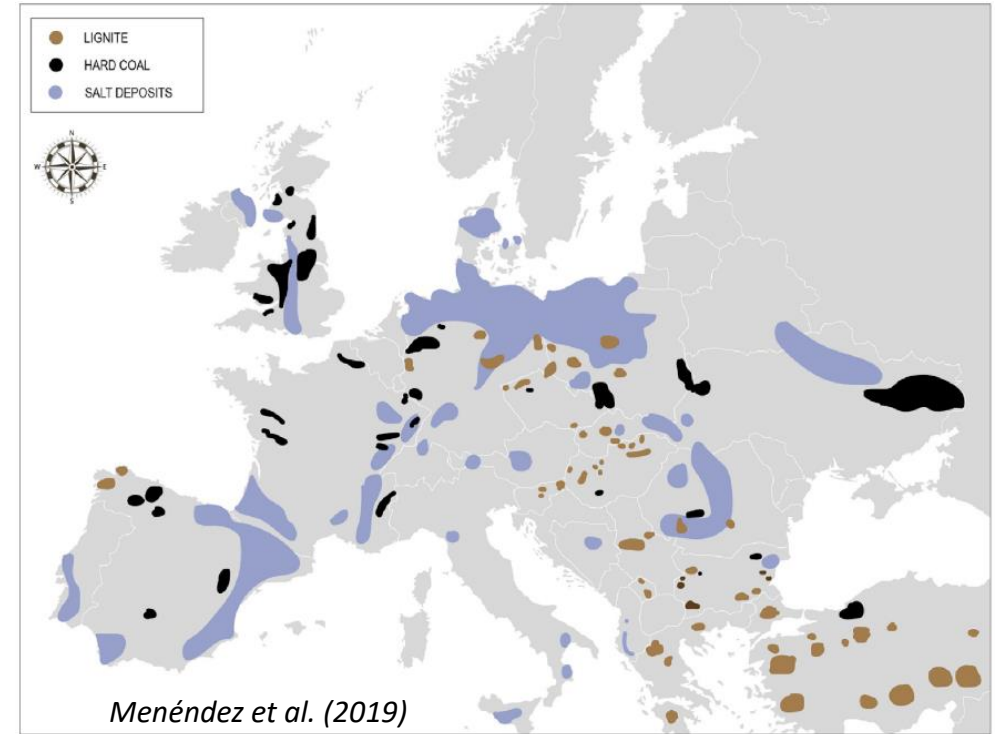 LIGNITE
HARD COAL
SALT DEPOSITS
N
W
E
S
Menéndez et al. (2019)